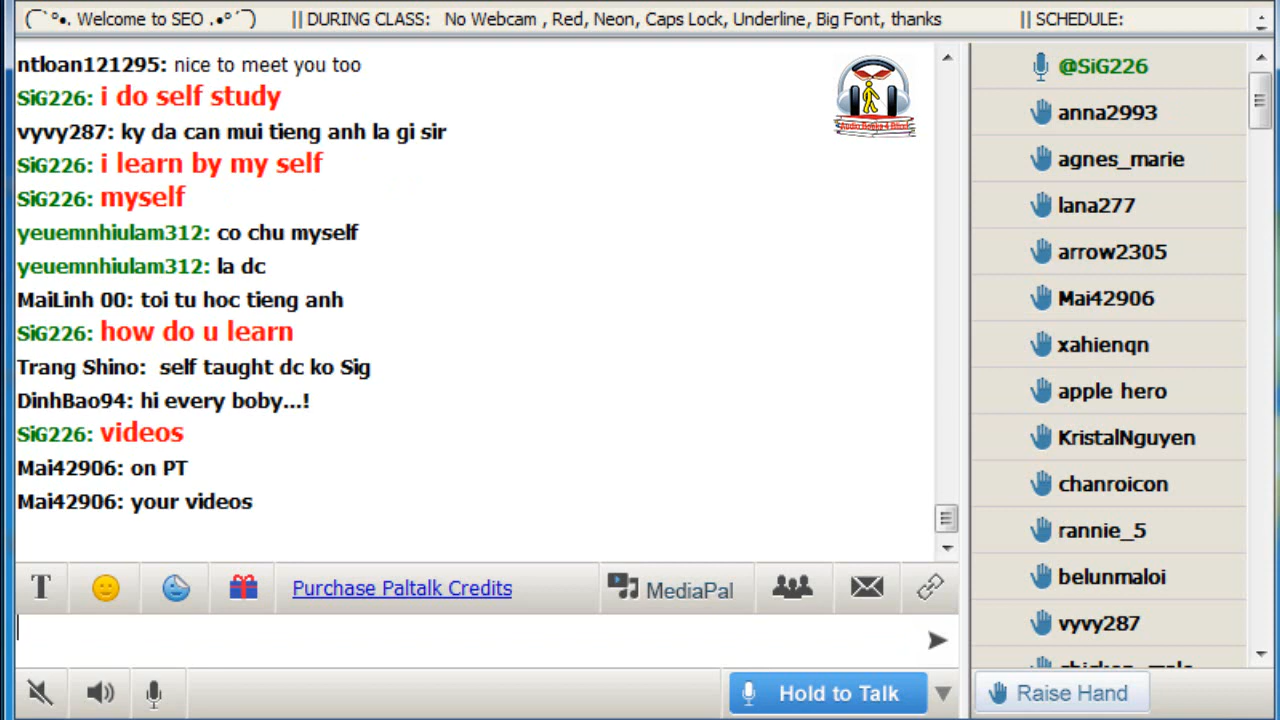 (¯`°•. Welcome to SEO .•°´¯) || DURING CLASS: No Webcam , Red, Neon, Caps Lock, Underline, Big Font, thanks || SCHEDULE:
ntloan121295: nice to meet you too
SiG226: i do self study
vyvy287: ky da can mui tieng anh la gi sir
SiG226: i learn by my self
SiG226: myself
yeuemnhiulam312: co chu myself
yeuemnhiulam312: la dc
MaiLinh 00: toi tu hoc tieng anh
SiG226: how do u learn
Trang Shino: self taught dc ko Sig
DinhBao94: hi every boby...!
SiG226: videos
Mai42906: on PT
Mai42906: your videos
T
Purchase Paltalk Credits
MediaPal
Hold to Talk
@SiG226
anna2993
agnes_marie
lana277
arrow2305
Mai42906
xahienqn
apple hero
KristalNguyen
chanroicon
rannie_5
belunmaloi
vyvy287
Raise Hand